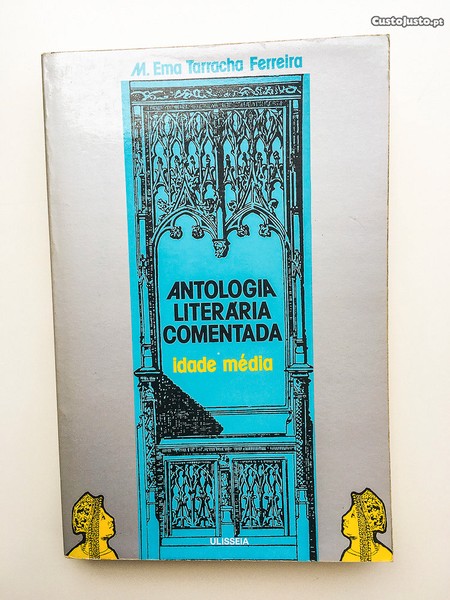 CustoJusto.pt
M. Ema Tarracha Ferreira
ANTOLOGIA
LITERÁRIA
COMENTADA
idade média
ULISSEIA